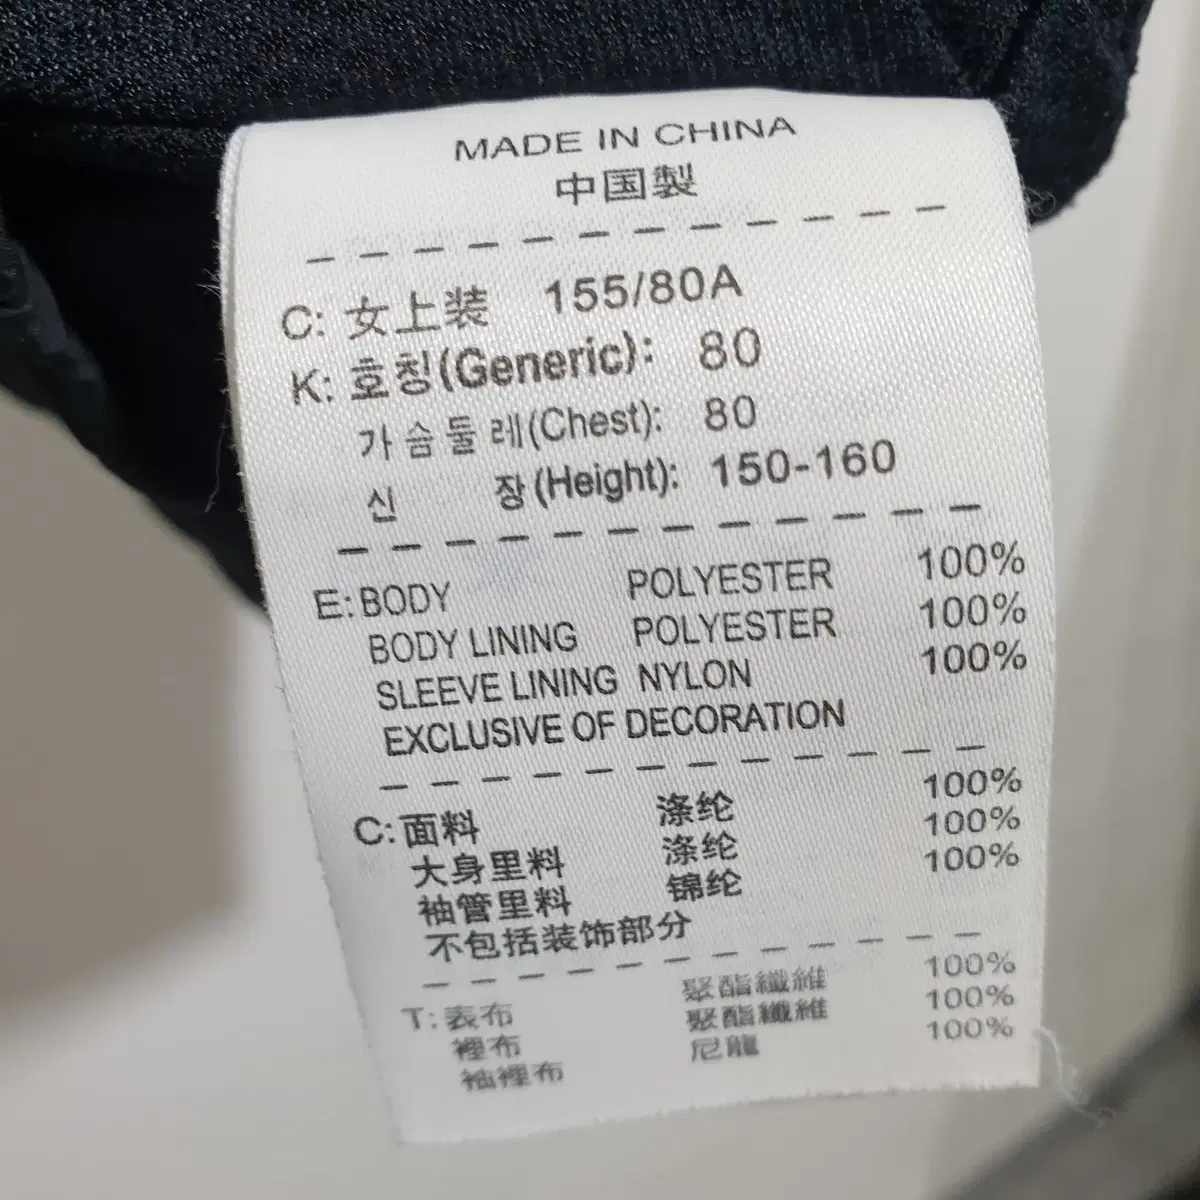 MADE IN CHINA
中国製
C: 女上装 155/80A
K: 호칭(Generic): 80
가슴둘레(Chest): 80
신 장(Height): 150-160
E: BODY POLYESTER 100%
BODY LINING POLYESTER 100%
SLEEVE LINING NYLON 100%
EXCLUSIVE OF DECORATION
C: 面料 涤纶 100%
大身里料 涤纶 100%
袖管里料 锦纶 100%
不包括装饰部分
T: 表布 聚酯纖維 100%
裡布 聚酯纖維 100%
袖裡布 尼龍 100%